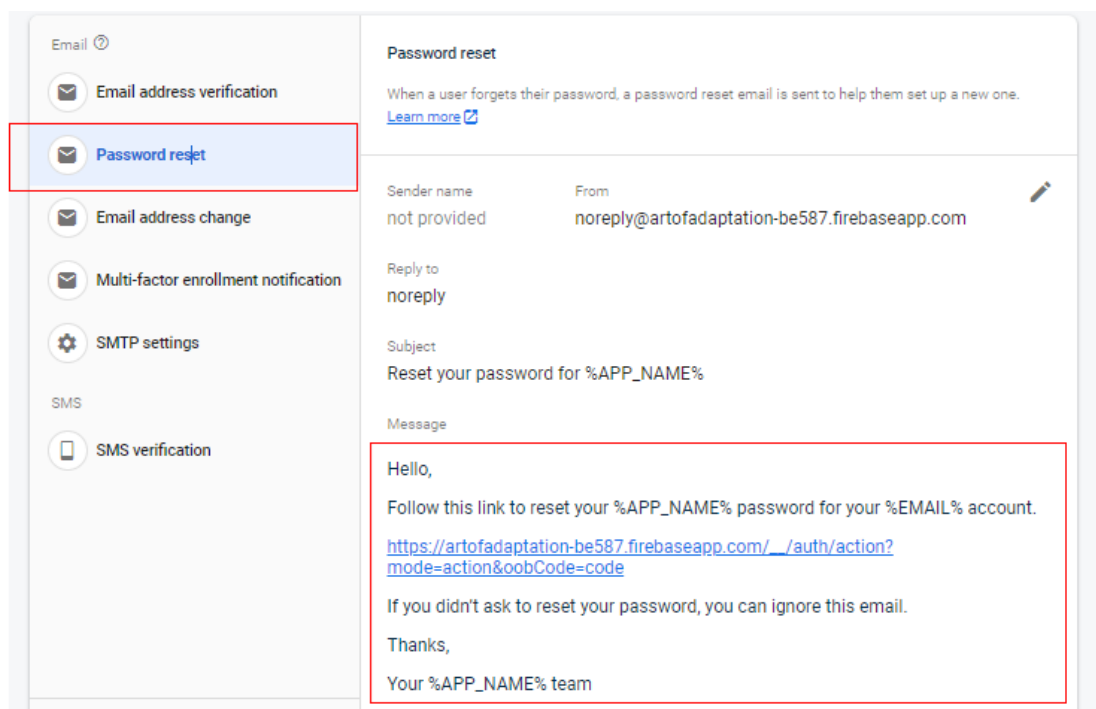 Email
Email address verification
Password reset
Email address change
Multi-factor enrollment notification
SMTP settings
SMS
SMS verification
Password reset
When a user forgets their password, a password reset email is sent to help them set up a new one.
Learn more
Sender name
not provided
From
noreply@artofadaptation-be587.firebaseapp.com
Reply to
noreply
Subject
Reset your password for %APP_NAME%
Message
Hello,
Follow this link to reset your %APP_NAME% password for your %EMAIL% account.
https://artofadaptation-be587.firebaseapp.com/__/auth/action?
mode=action&oobCode=code
If you didn't ask to reset your password, you can ignore this email.
Thanks,
Your %APP_NAME% team